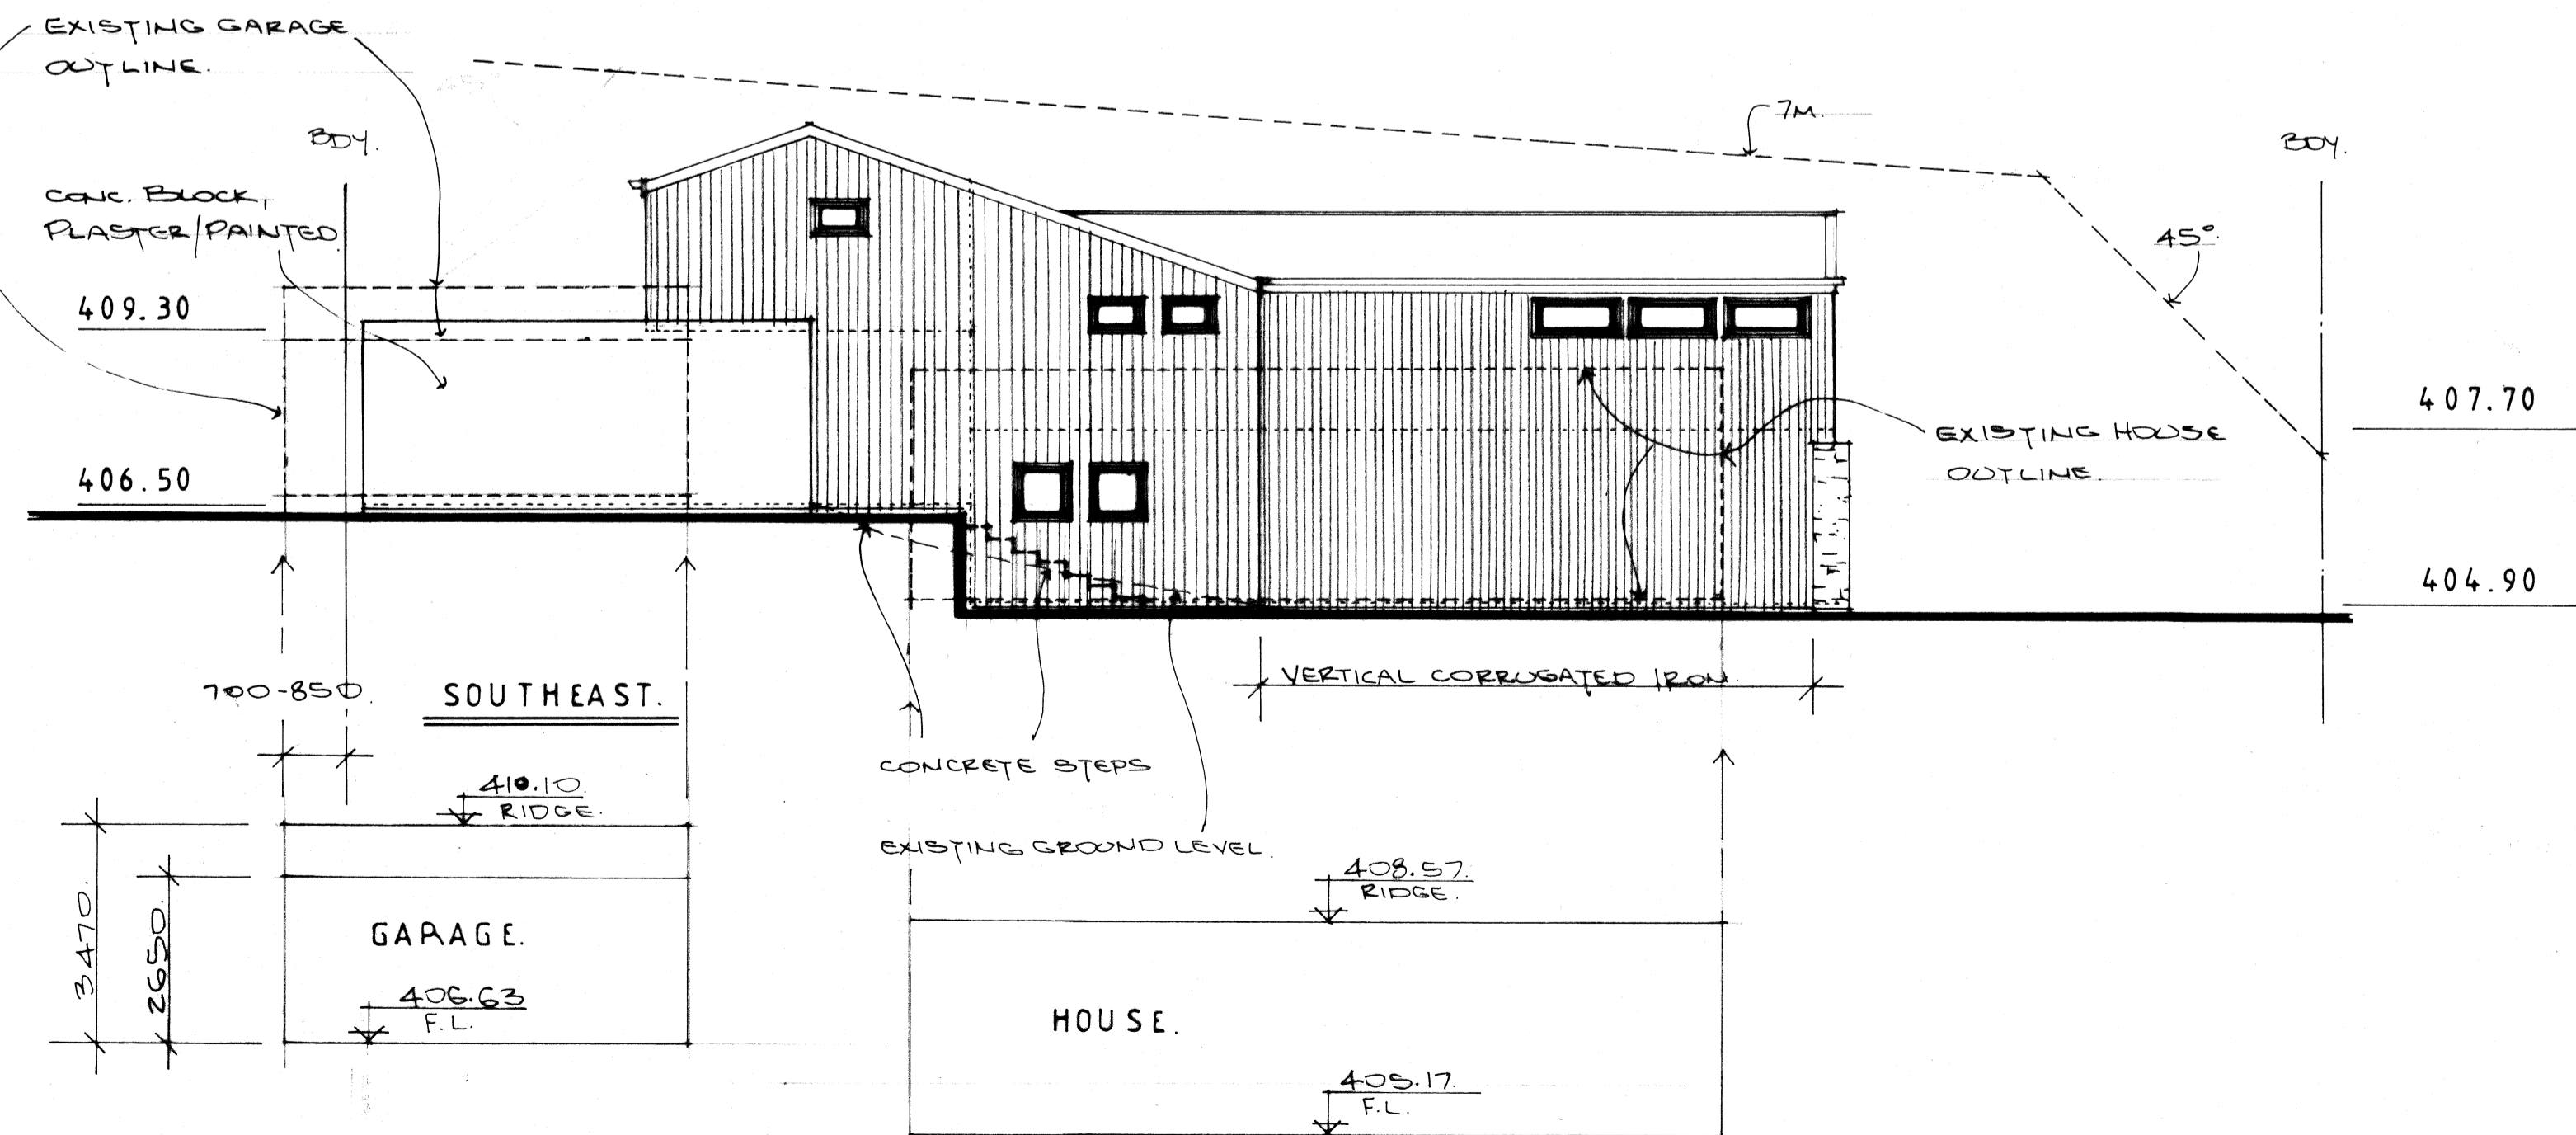 EXISTING GARAGE
OUTLINE.
BDY.
CONC. BLOCK,
PLASTER/PAINTED
409.30
406.50
7M.
BDY.
45°.
407.70
EXISTING HOUSE
OUTLINE.
404.90
700-850.
SOUTHEAST.
VERTICAL CORRUGATED IRON.
CONCRETE STEPS
EXISTING GROUND LEVEL.
410.10.
RIDGE.
3470.
2650.
GARAGE.
406.63
F.L.
408.57.
RIDGE.
HOUSE.
405.17.
F.L.